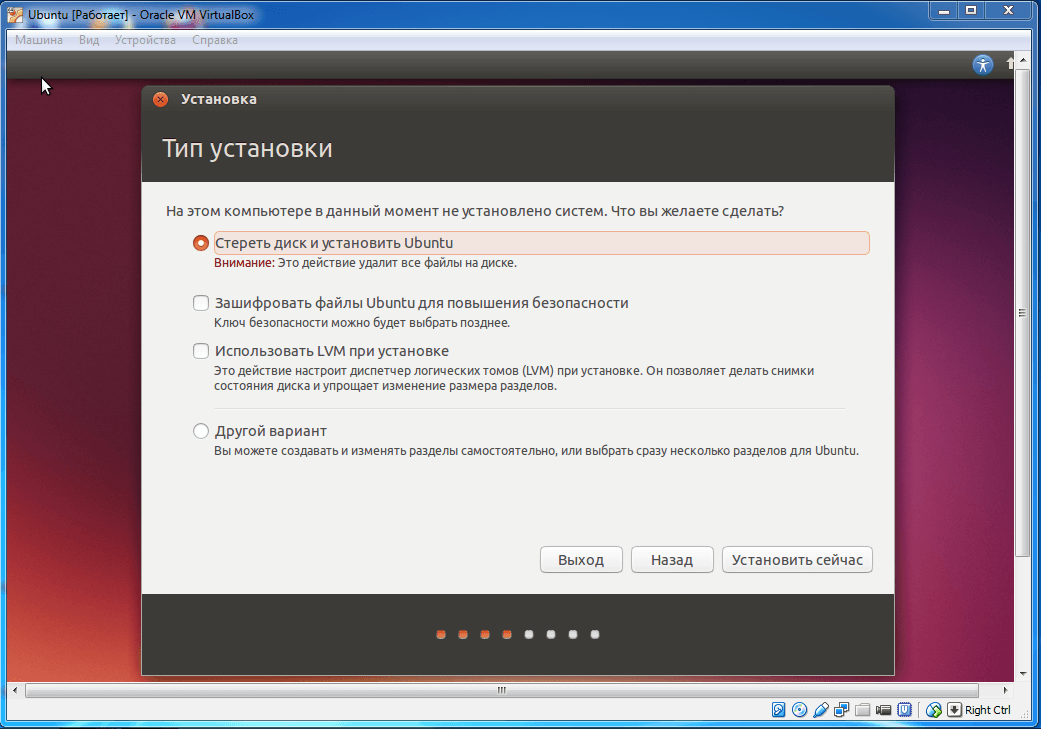 Ubuntu [Работает] - Oracle VM VirtualBox
Машина Вид Устройства Справка
Установка
Тип установки
На этом компьютере в данный момент не установлено систем. Что вы желаете сделать?
Стереть диск и установить Ubuntu
Внимание: Это действие удалит все файлы на диске.
Зашифровать файлы Ubuntu для повышения безопасности
Ключ безопасности можно будет выбрать позднее.
Использовать LVM при установке
Это действие настроит диспетчер логических томов (LVM) при установке. Он позволяет делать снимки
состояния диска и упрощает изменение размера разделов.
Другой вариант
Вы можете создавать и изменять разделы самостоятельно, или выбрать сразу несколько разделов для Ubuntu.
Выход Назад Установить сейчас
Right Ctrl